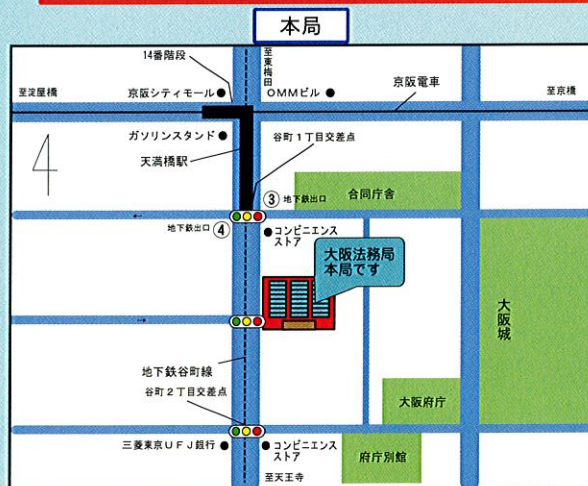 本局
14番階段
至東梅田
至淀屋橋
京阪シティモール
OMMビル
京阪電車
至京橋
ガソリンスタンド
谷町1丁目交差点
天満橋駅
③ 地下鉄出口
合同庁舎
←
地下鉄出口 ④
コンビニエンス
ストア
大阪法務局
本局です
大阪城
→
地下鉄谷町線
谷町2丁目交差点
大阪府庁
三菱東京UFJ銀行
コンビニエンス
ストア
府庁別館
至天王寺